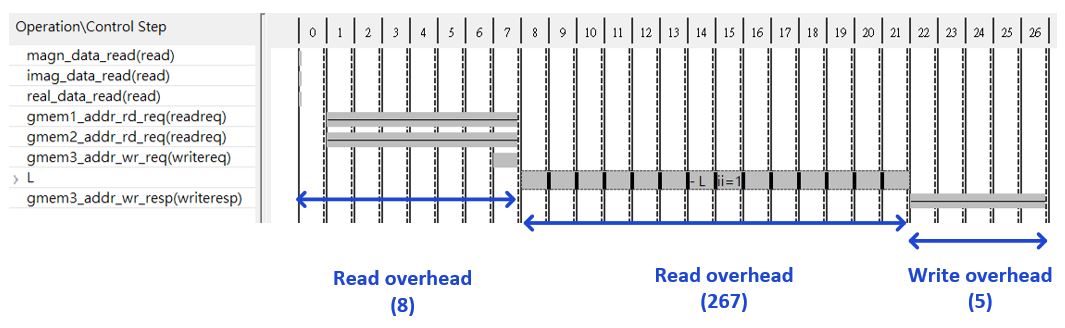 Operation\Control Step
0 1 2 3 4 5 6 7 8 9 10 11 12 13 14 15 16 17 18 19 20 21 22 23 24 25 26
magn_data_read(read)
imag_data_read(read)
real_data_read(read)
gmem1_addr_rd_req(readreq)
gmem2_addr_rd_req(readreq)
gmem3_addr_wr_req(writereq)
L
- L ii=1
gmem3_addr_wr_resp(writeresp)
Read overhead
(8)
Read overhead
(267)
Write overhead
(5)